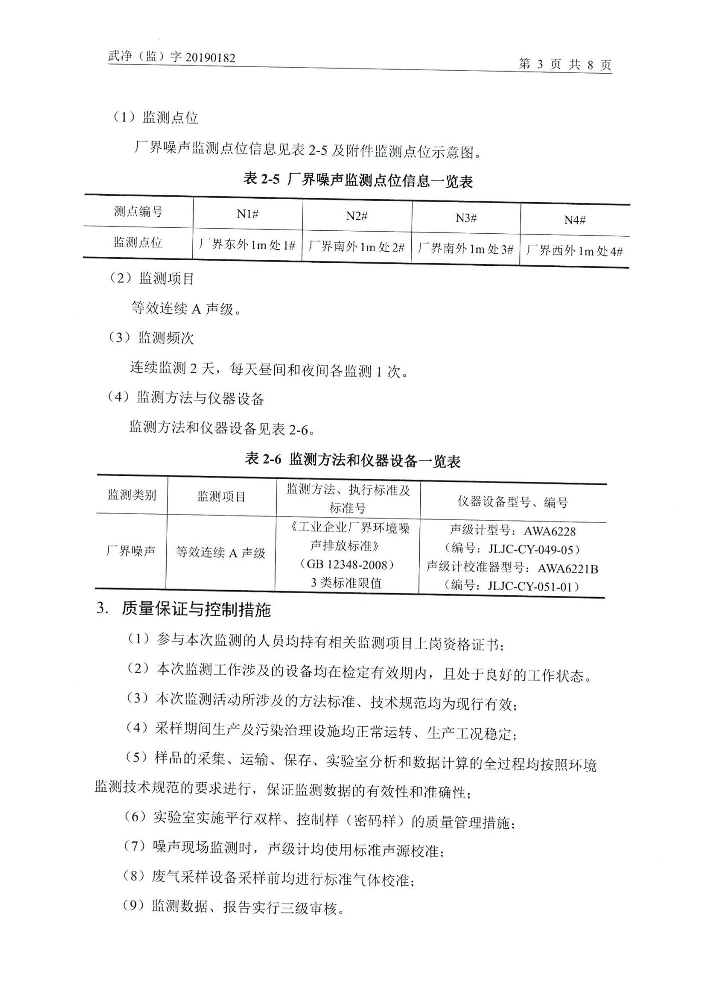 武净（监）字 20190182
第 3 页 共 8 页
（1）监测点位
厂界噪声监测点位信息见表 2-5 及附件监测点位示意图。
表 2-5 厂界噪声监测点位信息一览表
测点编号 N1# N2# N3# N4#
监测点位 厂界东外 1m 处 1# 厂界南外 1m 处 2# 厂界南外 1m 处 3# 厂界西外 1m 处 4#
（2）监测项目
等效连续 A 声级。
（3）监测频次
连续监测 2 天，每天昼间和夜间各监测 1 次。
（4）监测方法与仪器设备
监测方法和仪器设备见表 2-6。
表 2-6 监测方法和仪器设备一览表
监测类别
监测项目
监测方法、执行标准及
标准号
仪器设备型号、编号
厂界噪声
等效连续 A 声级
《工业企业厂界环境噪
声排放标准》
（GB 12348-2008）
3 类标准限值
声级计型号：AWA6228
（编号：JLJC-CY-049-05）
声级计校准器型号：AWA6221B
（编号：JLJC-CY-051-01）
3. 质量保证与控制措施
（1）参与本次监测的人员均持有相关监测项目上岗资格证书；
（2）本次监测工作涉及的设备均在检定有效期内，且处于良好的工作状态。
（3）本次监测活动所涉及的方法标准、技术规范均为现行有效；
（4）采样期间生产及污染治理设施均正常运转、生产工况稳定；
（5）样品的采集、运输、保存、实验室分析和数据计算的全过程均按照环境
监测技术规范的要求进行，保证监测数据的有效性和准确性；
（6）实验室实施平行双样、控制样（密码样）的质量管理措施；
（7）噪声现场监测时，声级计均使用标准声源校准；
（8）废气采样设备采样前均进行标准气体校准；
（9）监测数据、报告实行三级审核。